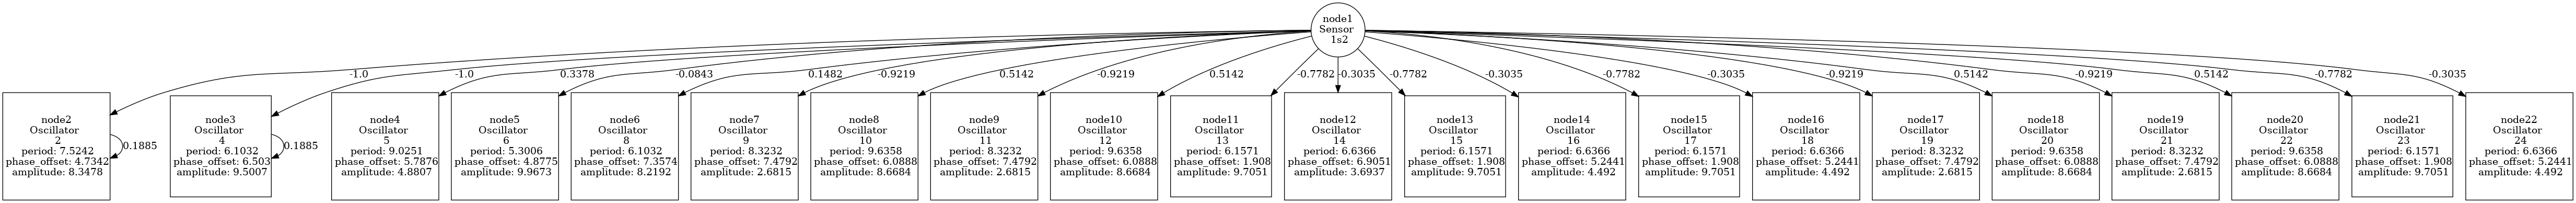 node1
Sensor
1s2
-1.0
-1.0
0.3378
-0.0843
0.1482
-0.9219
0.5142
-0.9219
0.5142
-0.7782
-0.3035
-0.7782
-0.3035
-0.7782
-0.3035
-0.9219
0.5142
-0.9219
0.5142
-0.7782
-0.3035
node2
Oscillator
2
period: 7.5242
phase_offset: 4.7342
amplitude: 8.3478
0.1885
node3
Oscillator
4
period: 6.1032
phase_offset: 6.503
amplitude: 9.5007
0.1885
node4
Oscillator
5
period: 9.0251
phase_offset: 5.7876
amplitude: 4.8807
node5
Oscillator
6
period: 5.3006
phase_offset: 4.8775
amplitude: 9.9673
node6
Oscillator
8
period: 6.1032
phase_offset: 7.3574
amplitude: 8.2192
node7
Oscillator
9
period: 8.3232
phase_offset: 7.4792
amplitude: 2.6815
node8
Oscillator
10
period: 9.6358
phase_offset: 6.0888
amplitude: 8.6684
node9
Oscillator
11
period: 8.3232
phase_offset: 7.4792
amplitude: 2.6815
node10
Oscillator
12
period: 9.6358
phase_offset: 6.0888
amplitude: 8.6684
node11
Oscillator
13
period: 6.1571
phase_offset: 1.908
amplitude: 9.7051
node12
Oscillator
14
period: 6.6366
phase_offset: 6.9051
amplitude: 3.6937
node13
Oscillator
15
period: 6.1571
phase_offset: 1.908
amplitude: 9.7051
node14
Oscillator
16
period: 6.6366
phase_offset: 5.2441
amplitude: 4.492
node15
Oscillator
17
period: 6.1571
phase_offset: 1.908
amplitude: 9.7051
node16
Oscillator
18
period: 6.6366
phase_offset: 5.2441
amplitude: 4.492
node17
Oscillator
19
period: 8.3232
phase_offset: 7.4792
amplitude: 2.6815
node18
Oscillator
20
period: 9.6358
phase_offset: 6.0888
amplitude: 8.6684
node19
Oscillator
21
period: 8.3232
phase_offset: 7.4792
amplitude: 2.6815
node20
Oscillator
22
period: 9.6358
phase_offset: 6.0888
amplitude: 8.6684
node21
Oscillator
23
period: 6.1571
phase_offset: 1.908
amplitude: 9.7051
node22
Oscillator
24
period: 6.6366
phase_offset: 5.2441
amplitude: 4.492